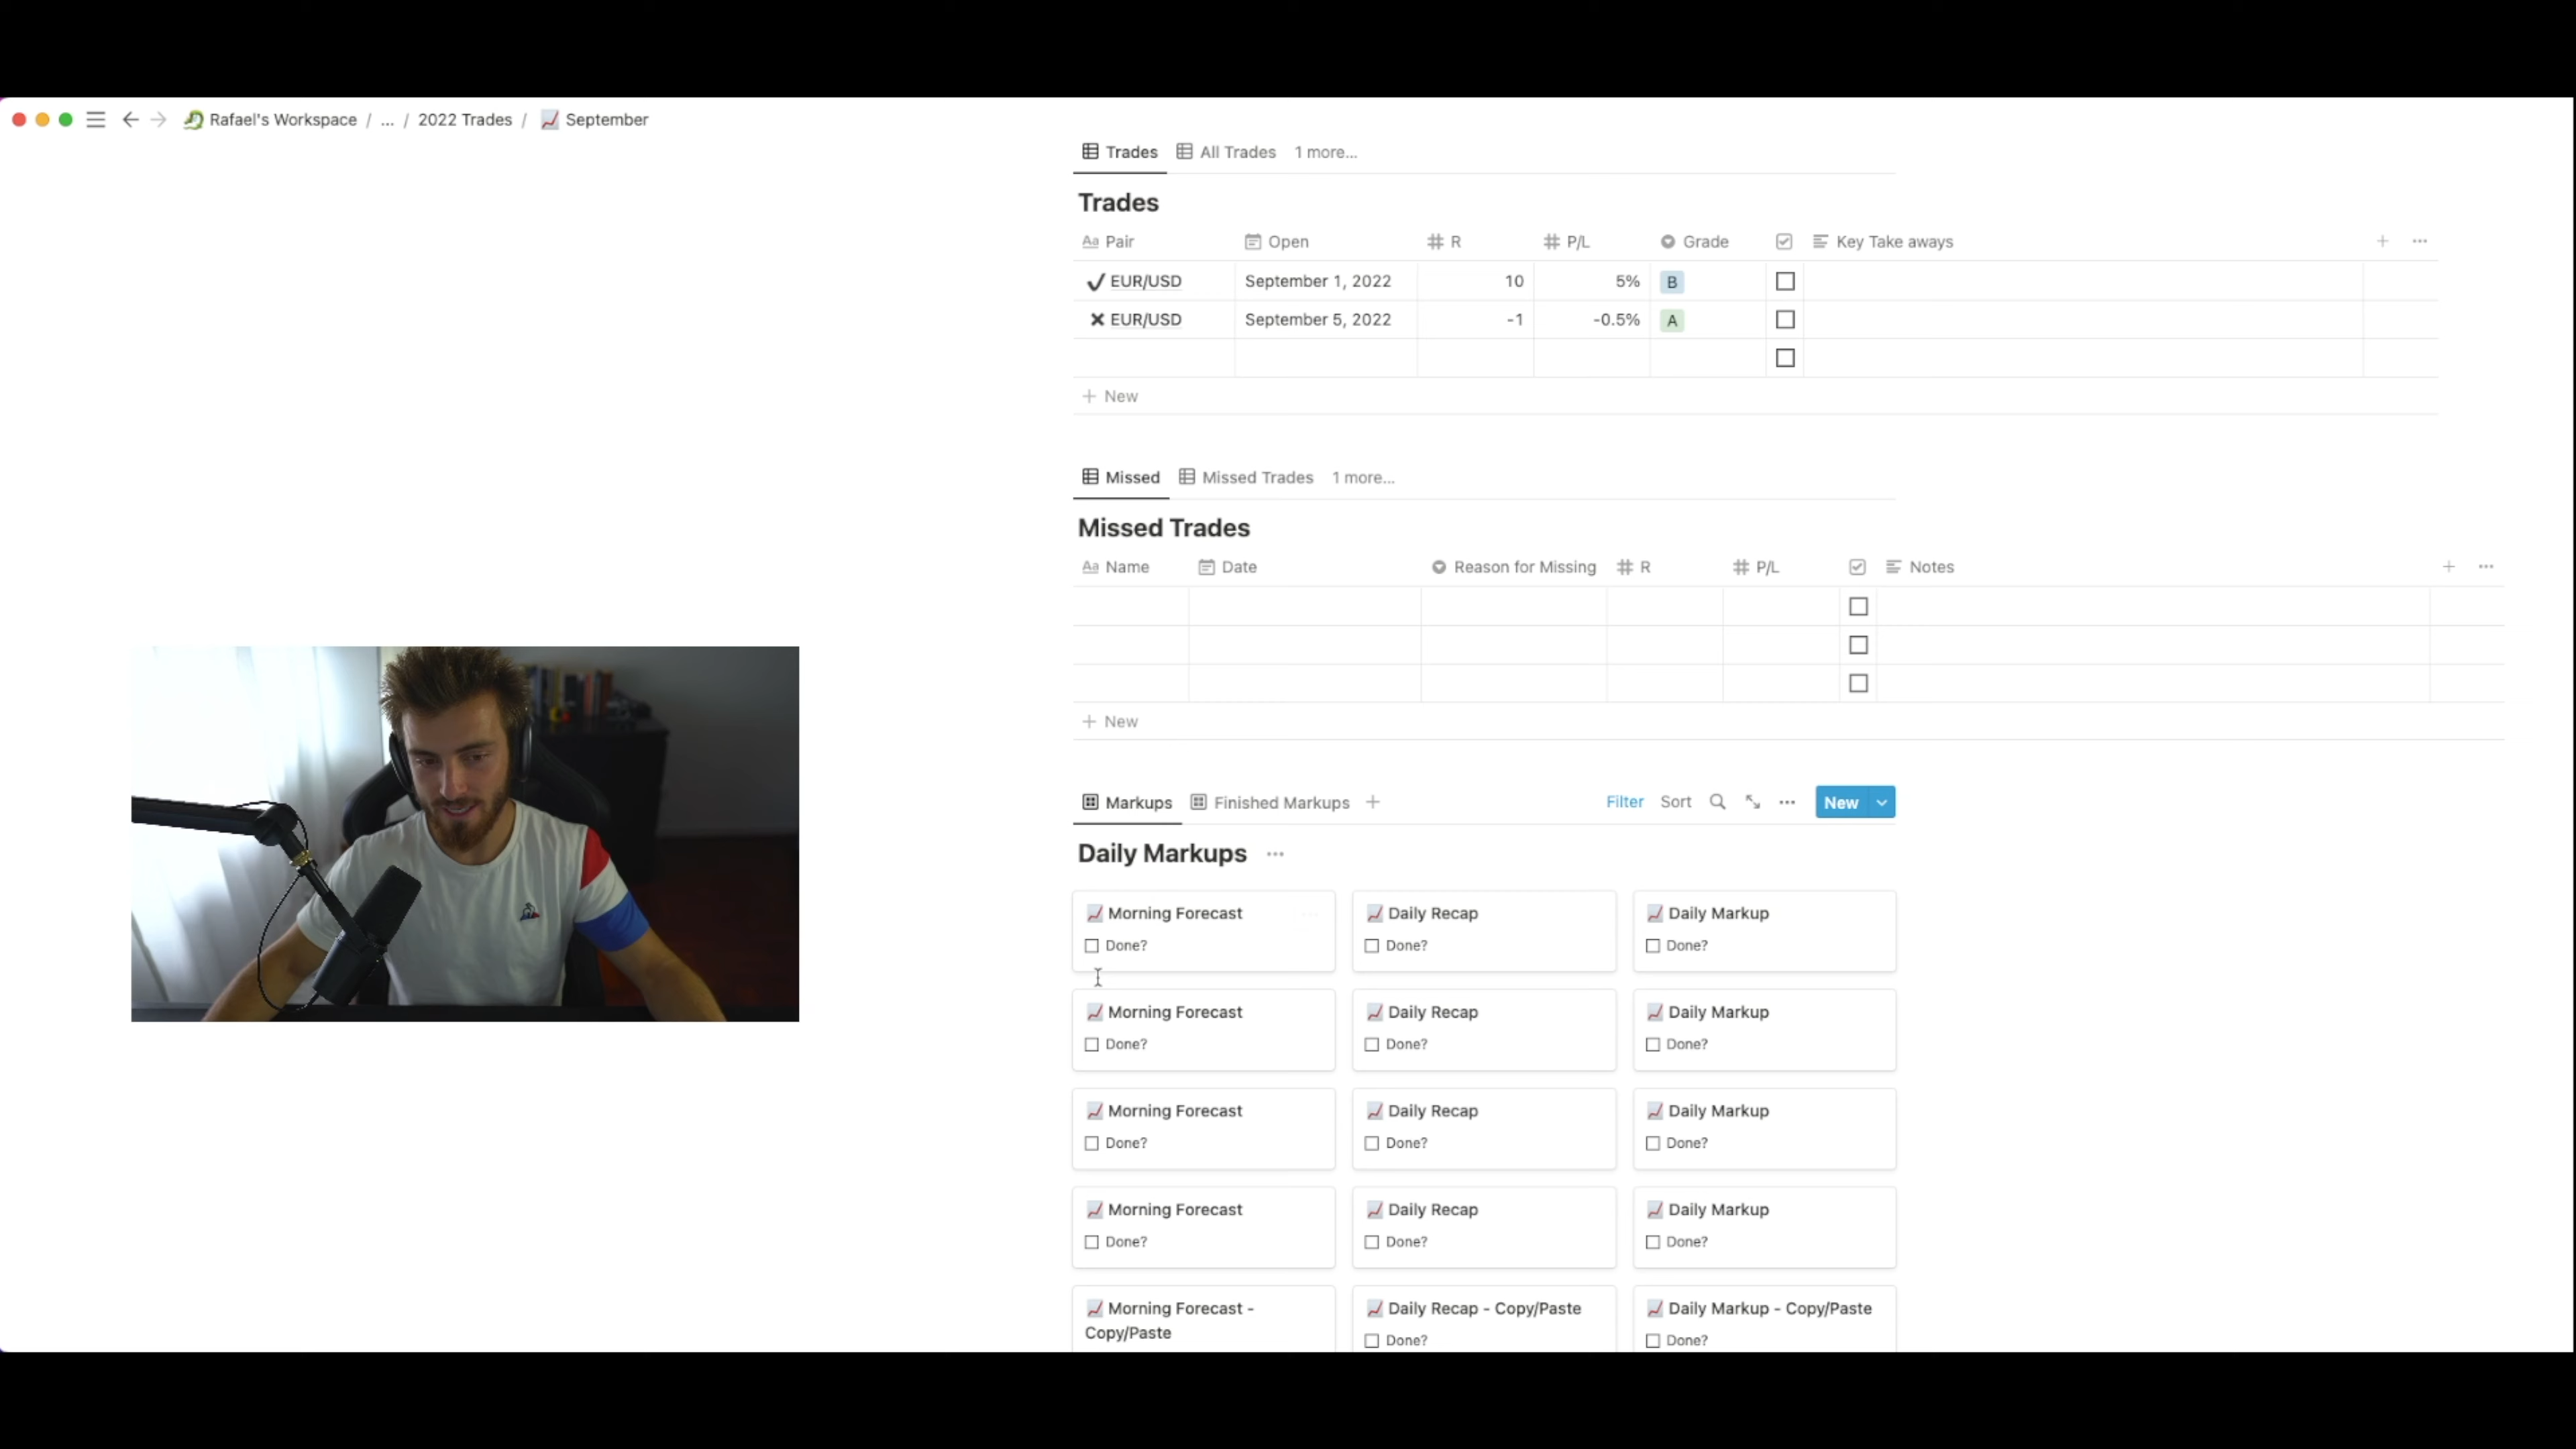 Rafael's Workspace / ... / 2022 Trades / September
Trades All Trades 1 more...
Trades
Aa Pair Open R P/L Grade Key Take aways
EUR/USD September 1, 2022 10 5% B
EUR/USD September 5, 2022 -1 -0.5% A
+ New
Missed Missed Trades 1 more...
Missed Trades
Aa Name Date Reason for Missing R P/L Notes
+ New
Markups Finished Markups + Filter Sort New
Daily Markups
Morning Forecast Daily Recap Daily Markup
Done? Done? Done?
Morning Forecast Daily Recap Daily Markup
Done? Done? Done?
Morning Forecast Daily Recap Daily Markup
Done? Done? Done?
Morning Forecast Daily Recap Daily Markup
Done? Done? Done?
Morning Forecast - Daily Recap - Copy/Paste Daily Markup - Copy/Paste
Copy/Paste Done? Done?